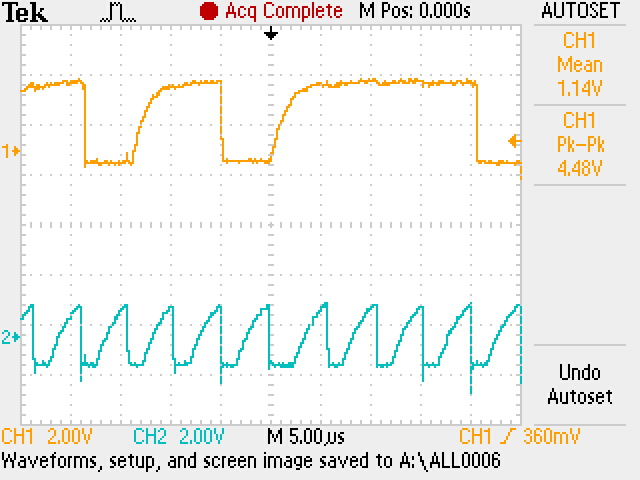 Tek Acq Complete M Pos: 0.000s AUTOSET
CH1
Mean
1.14V
CH1
Pk-Pk
4.48V
1
2
Undo
Autoset
CH1 2.00V CH2 2.00V M 5.00µs CH1 360mV
Waveforms, setup, and screen image saved to A:\ALL0006